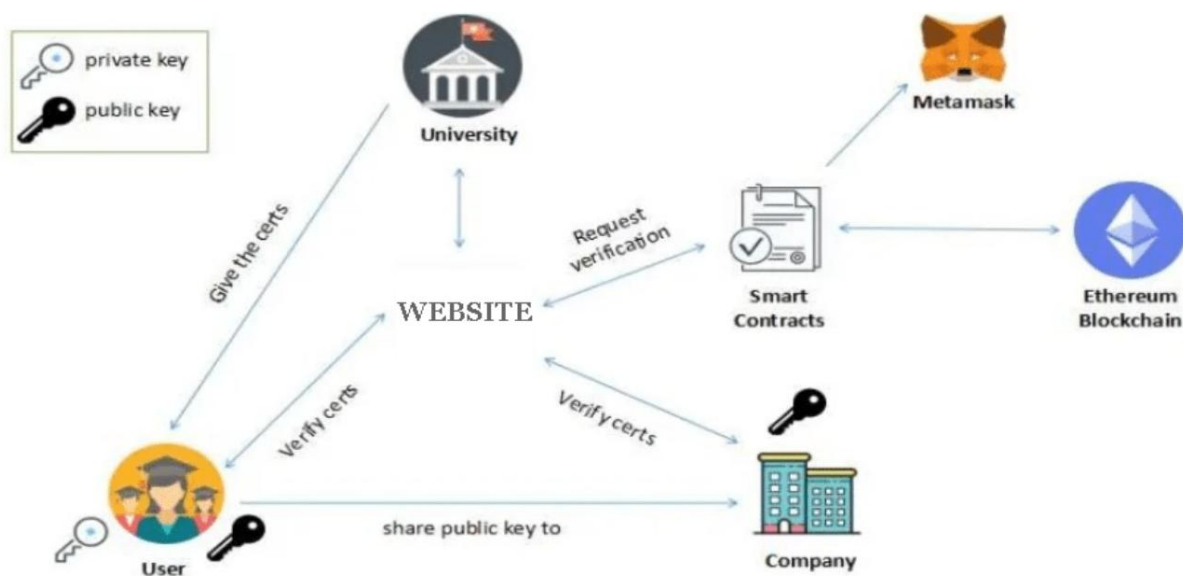 private key
public key
University
Metamask
Give the certs
Request
verification
Smart
Contracts
Ethereum
Blockchain
WEBSITE
Verify certs
Verify certs
share public key to
User
Company